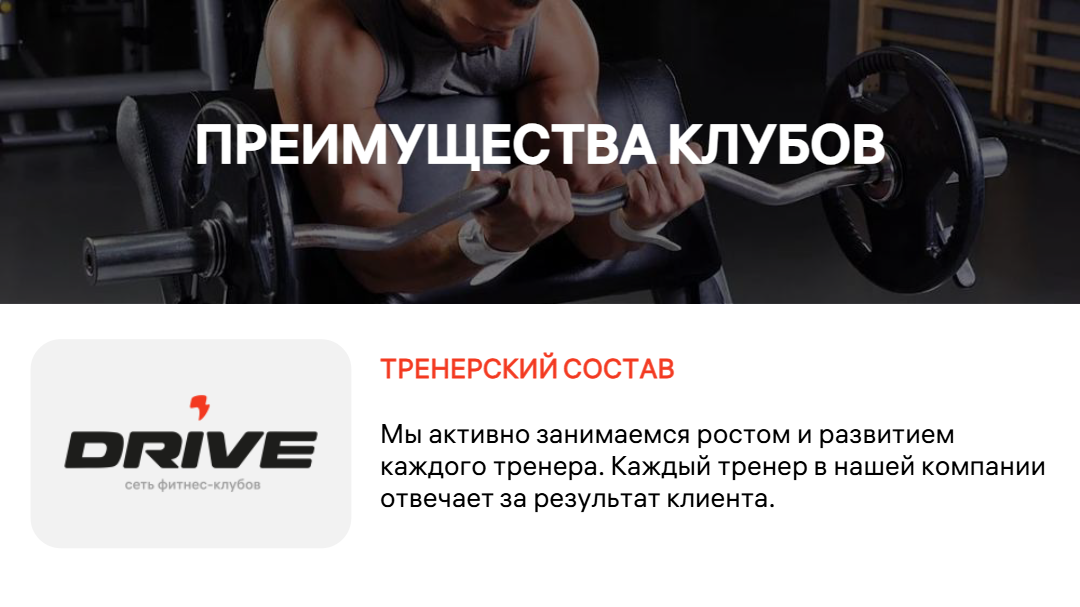 ПРЕИМУЩЕСТВА КЛУБОВ
DRIVE
сеть фитнес-клубов
ТРЕНЕРСКИЙ СОСТАВ
Мы активно занимаемся ростом и развитием
каждого тренера. Каждый тренер в нашей компании
отвечает за результат клиента.